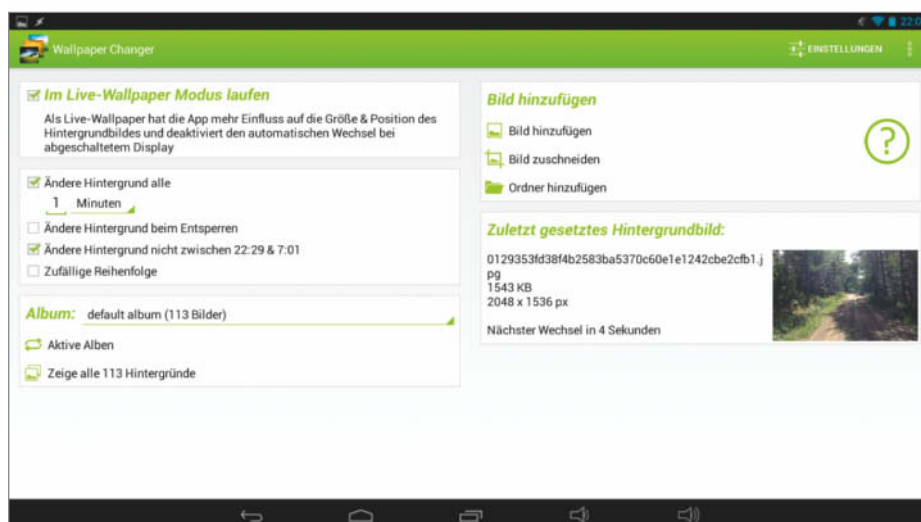 22:0
Wallpaper Changer
EINSTELLUNGEN
Im Live-Wallpaper Modus laufen
Als Live-Wallpaper hat die App mehr Einfluss auf die Größe & Position des
Hintergrundbildes und deaktiviert den automatischen Wechsel bei
abgeschaltetem Display
Ändere Hintergrund alle
1 Minuten
Ändere Hintergrund beim Entsperren
Ändere Hintergrund nicht zwischen 22:29 & 7:01
Zufällige Reihenfolge
Album: default album (113 Bilder)
Aktive Alben
Zeige alle 113 Hintergründe
Bild hinzufügen
Bild hinzufügen
Bild zuschneiden
Ordner hinzufügen
?
Zuletzt gesetztes Hintergrundbild:
0129353fd38f4b2583ba5370c60e1e1242cbe2cfb1.j
pg
1543 KB
2048 x 1536 px
Nächster Wechsel in 4 Sekunden